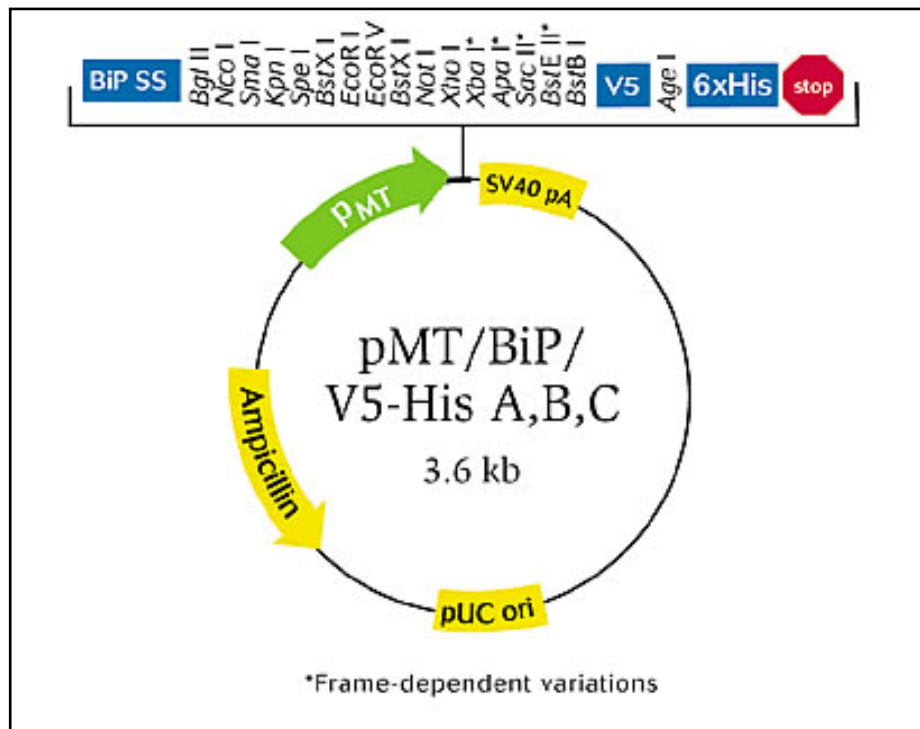 BiP SS
Bgl II
Nco I
Sma I
Kpn I
Spe I
BstX I
EcoR I
EcoR V
BstX I
Not I
Xho I
Xba I*
Apa I*
Sac II*
BstE II*
BstB I
V5
Age I
6xHis
stop
PMT
SV40 pA
pMT/BiP/
V5-His A,B,C
3.6 kb
Ampicillin
pUC ori
*Frame-dependent variations